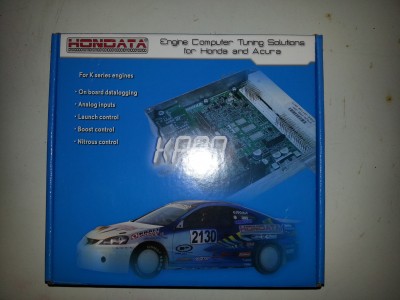 HONDATA
Engine Computer Tuning Solutions
for Honda and Acura
For K series engines
• On board datalogging
• Analog inputs
• Launch control
• Boost control
• Nitrous control
KPRO
2130
HONDATA